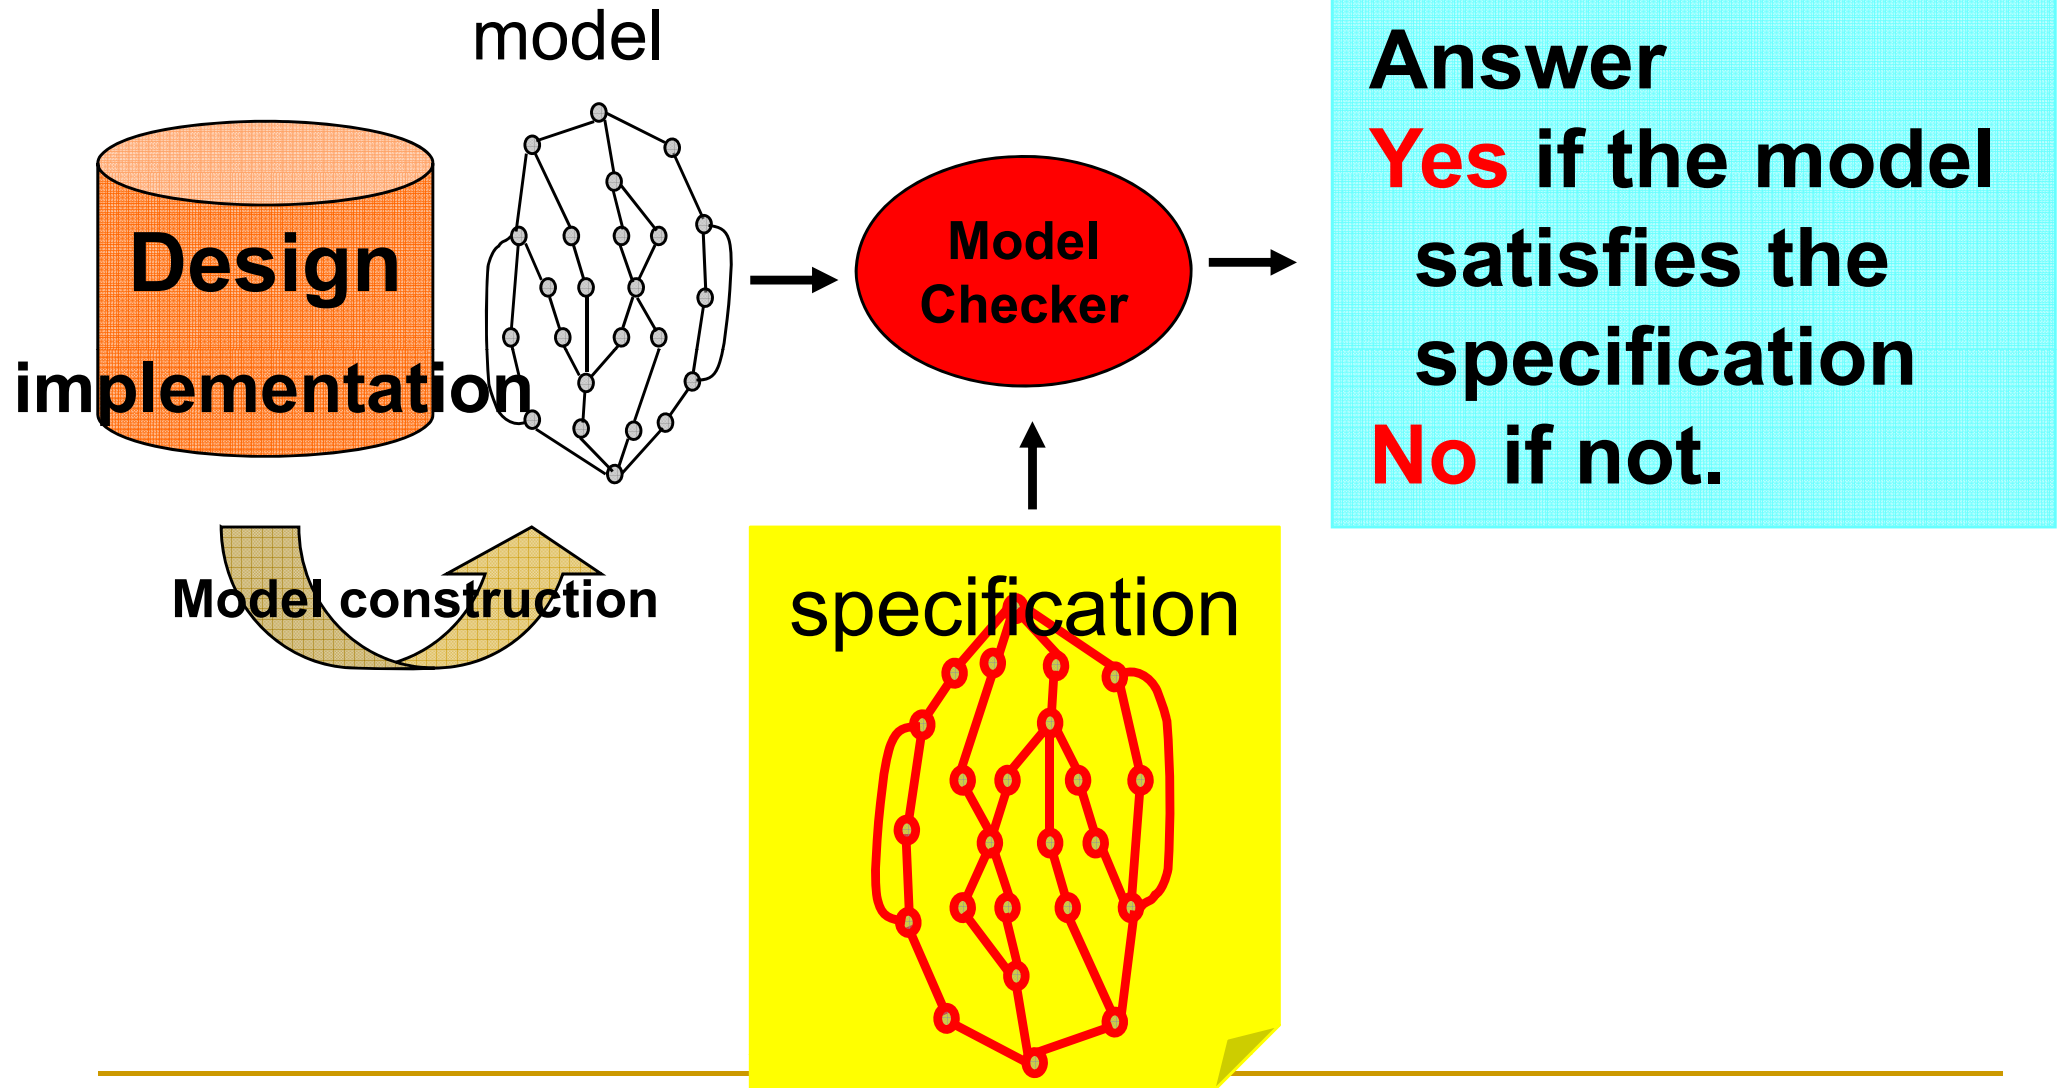 model
Design
implementation
Model construction
Model
Checker
specification
Answer
Yes if the model
satisfies the
specification
No if not.